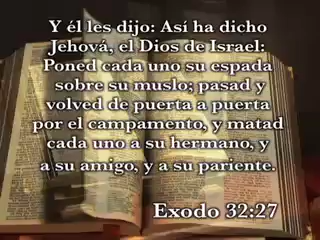 Y él les dijo: Así ha dicho
Jehová, el Dios de Israel:
Poned cada uno su espada
sobre su muslo; pasad y
volved de puerta a puerta
por el campamento, y matad
cada uno a su hermano, y
a su amigo, y a su pariente.
Exodo 32:27